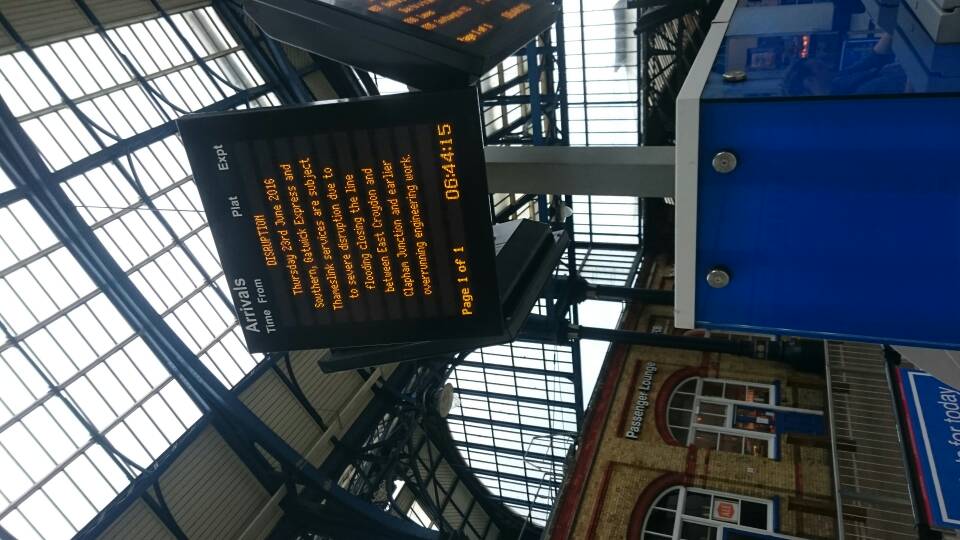 Arrivals
Time From Plat Expt
DISRUPTION
Thursday 23rd June 2016
Southern, Gatwick Express and
Thameslink services are subject
to severe disruption due to
flooding closing the line
between East Croydon and
Clapham Junction and earlier
overrunning engineering work.
Page 1 of 1 06:44:15
Passenger Lounge
for today